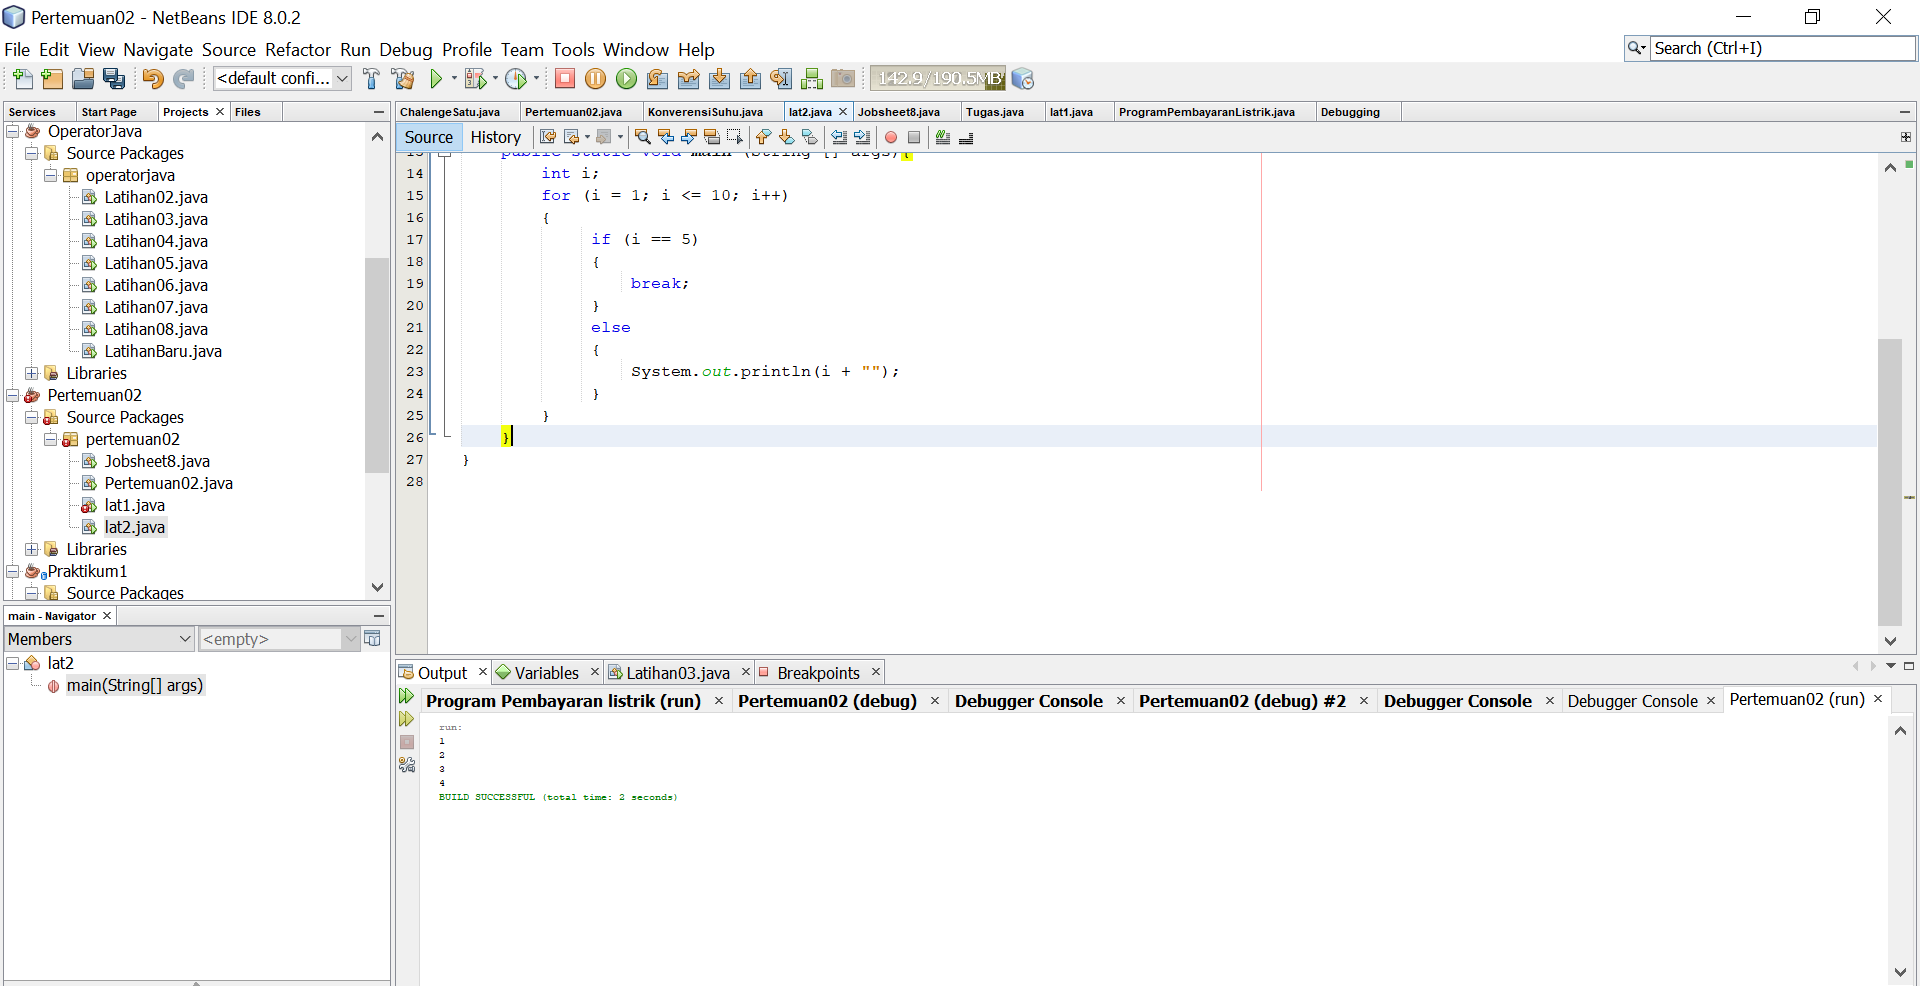 Pertemuan02 - NetBeans IDE 8.0.2
File Edit View Navigate Source Refactor Run Debug Profile Team Tools Window Help
Search (Ctrl+I)
<default confi...
142.9/190.5MB
Services Start Page Projects Files
OperatorJava
Source Packages
operatorjava
Latihan02.java
Latihan03.java
Latihan04.java
Latihan05.java
Latihan06.java
Latihan07.java
Latihan08.java
LatihanBaru.java
Libraries
Pertemuan02
Source Packages
pertemuan02
Jobsheet8.java
Pertemuan02.java
lat1.java
lat2.java
Libraries
Praktikum1
Source Packages
main - Navigator
Members <empty>
lat2
main(String[] args)
ChalengeSatu.java Pertemuan02.java KonverensiSuhu.java lat2.java Jobsheet8.java Tugas.java lat1.java ProgramPembayaranListrik.java Debugging
Source History
13 public static void main (String [] args){
14 int i;
15 for (i = 1; i <= 10; i++)
16 {
17 if (i == 5)
18 {
19 break;
20 }
21 else
22 {
23 System.out.println(i + "");
24 }
25 }
26 }
27 }
28
Output Variables Latihan03.java Breakpoints
Program Pembayaran listrik (run) Pertemuan02 (debug) Debugger Console Pertemuan02 (debug) #2 Debugger Console Debugger Console Pertemuan02 (run)
run:
1
2
3
4
BUILD SUCCESSFUL (total time: 2 seconds)